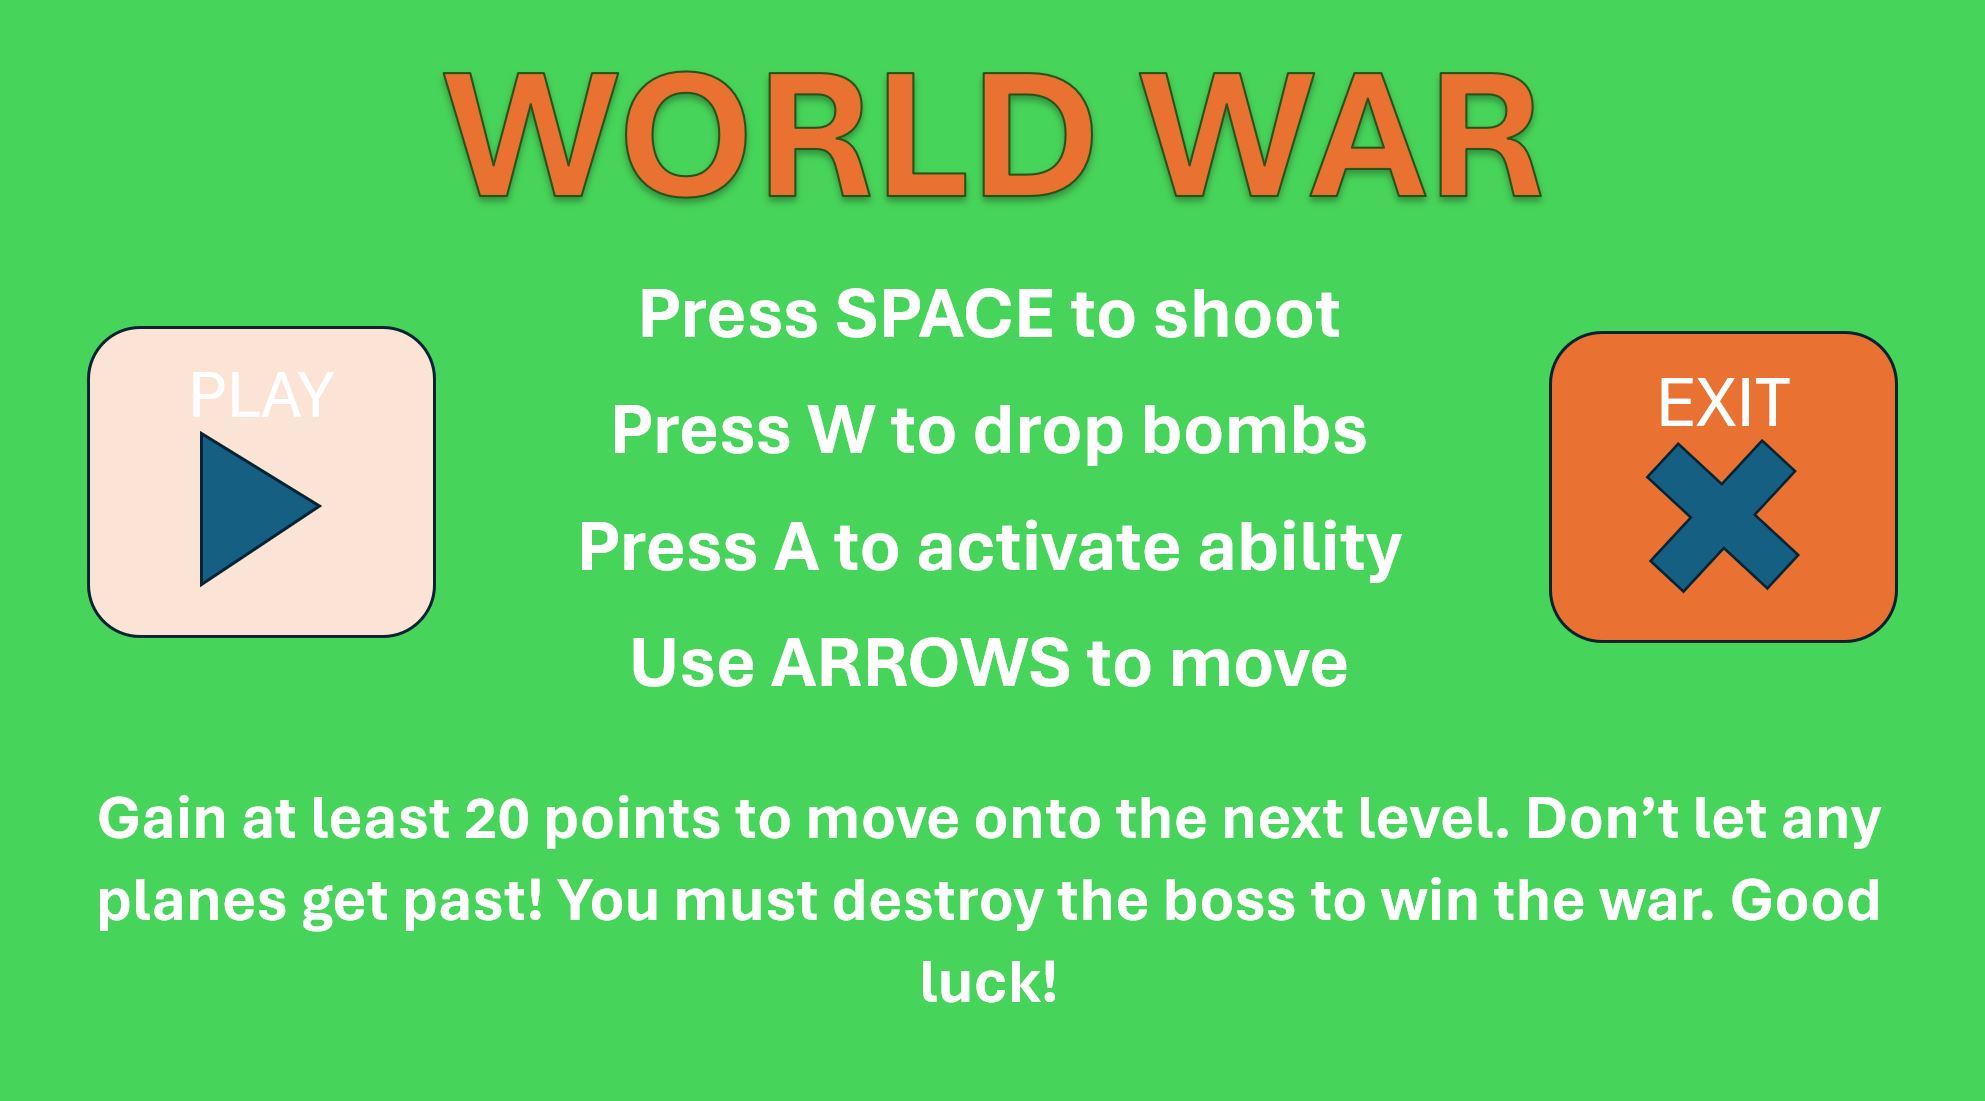 WORLD WAR
Press SPACE to shoot
PLAY
EXIT
Press W to drop bombs
Press A to activate ability
Use ARROWS to move
Gain at least 20 points to move onto the next level. Don’t let any
planes get past! You must destroy the boss to win the war. Good
luck!